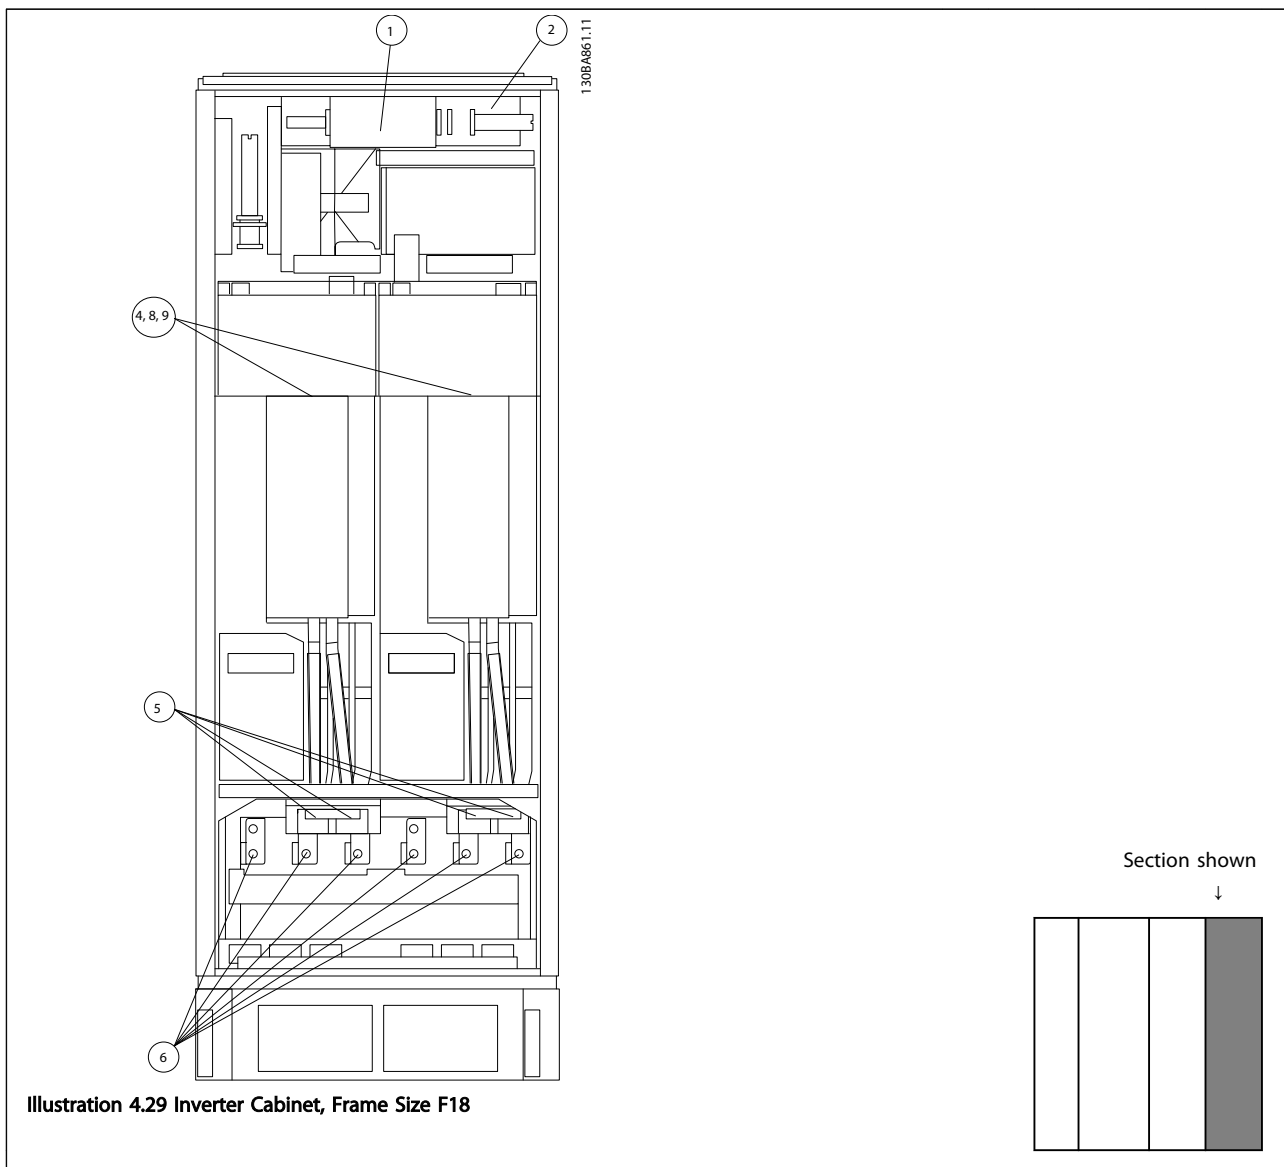 1
2
130BA861.11
4, 8, 9
5
6
Section shown
↓
Illustration 4.29 Inverter Cabinet, Frame Size F18